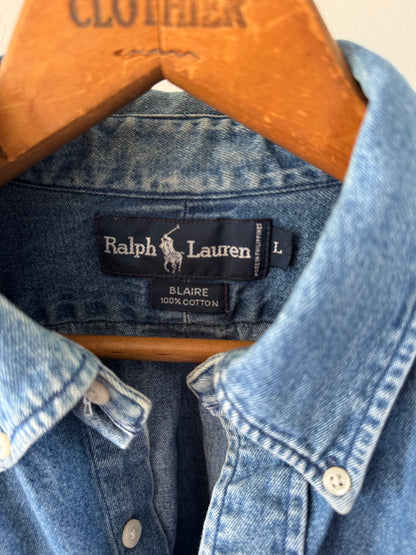 CLOTHIER
Ralph Lauren
MADE IN PHILIPPINES
L
BLAIRE
100% COTTON